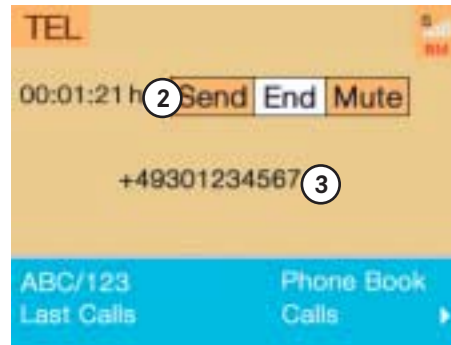 TEL
00:01:21 h 2 Send End Mute
+49301234567 3
ABC/123 Phone Book
Last Calls Calls